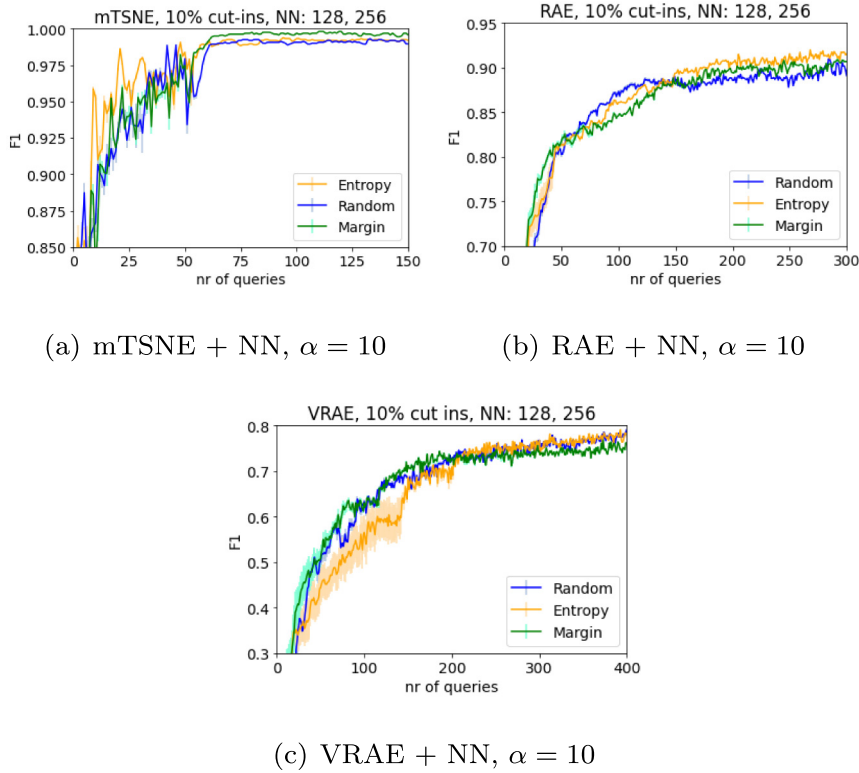 mTSNE, 10% cut-ins, NN: 128, 256
1.000
0.975
0.950
0.925
0.900
0.875
0.850
F1
0 25 50 75 100 125 150
nr of queries
Entropy
Random
Margin
(a) mTSNE + NN, α = 10
RAE, 10% cut-ins, NN: 128, 256
0.95
0.90
0.85
0.80
0.75
0.70
F1
0 50 100 150 200 250 300
nr of queries
Random
Entropy
Margin
(b) RAE + NN, α = 10
VRAE, 10% cut ins, NN: 128, 256
0.8
0.7
0.6
0.5
0.4
0.3
F1
0 100 200 300 400
nr of queries
Random
Entropy
Margin
(c) VRAE + NN, α = 10